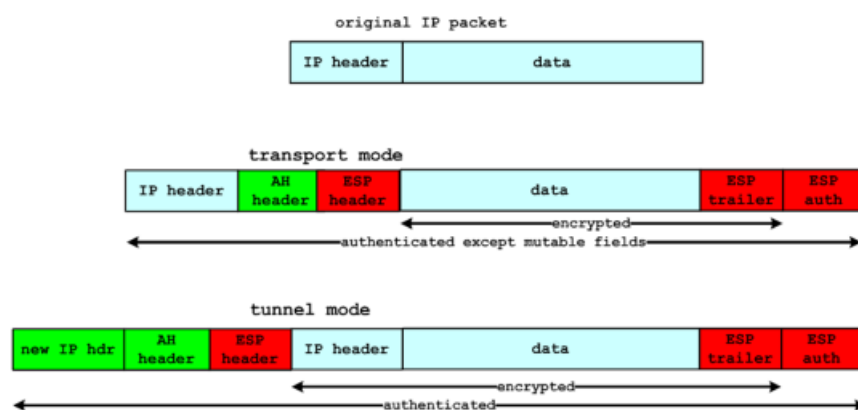 original IP packet
IP header data
transport mode
IP header AH header ESP header data ESP trailer ESP auth
encrypted
authenticated except mutable fields
tunnel mode
new IP hdr AH header ESP header IP header data ESP trailer ESP auth
encrypted
authenticated